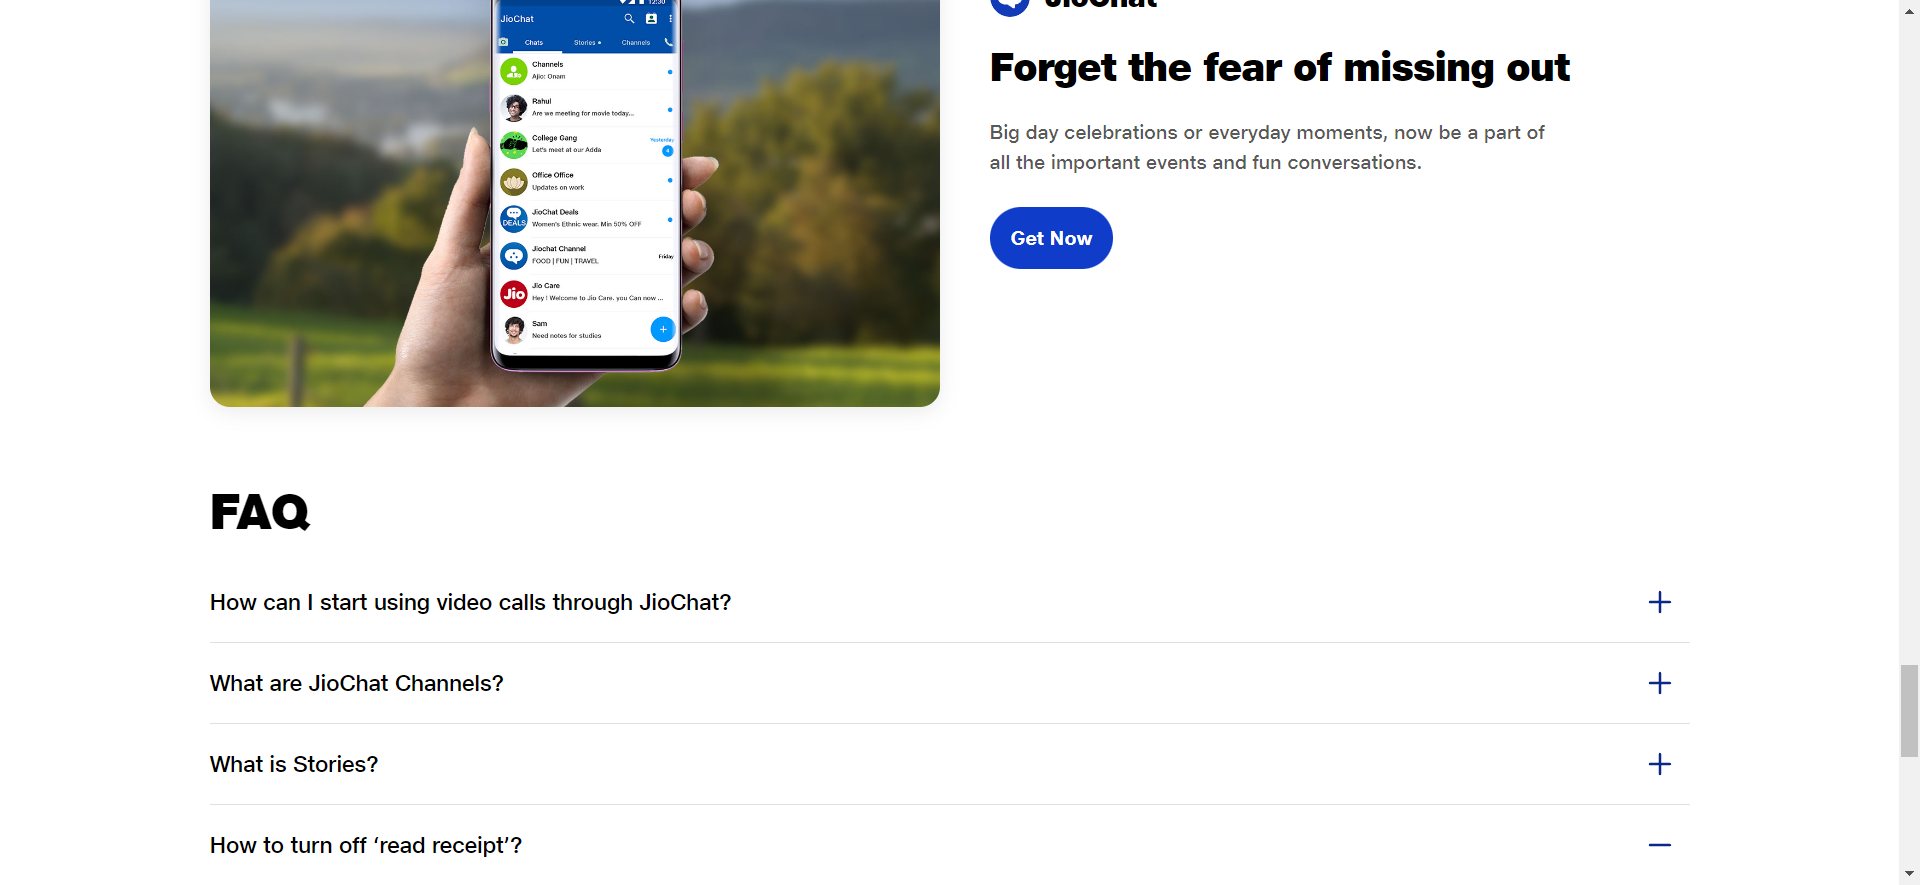 12:30
JioChat
Chats
Stories
Channels
Channels
Ajio: Onam
Rahul
Are we meeting for movie today...
College Gang
Yesterday
Let's meet at our Adda
4
Office Office
Updates on work
JioChat Deals
DEALS
Women's Ethnic wear. Min 50% OFF
Jiochat Channel
FOOD | FUN | TRAVEL
Friday
Jio
Jio Care
Hey ! Welcome to Jio Care. you Can now ...
Sam
Need notes for studies
JioChat
Forget the fear of missing out
Big day celebrations or everyday moments, now be a part of
all the important events and fun conversations.
Get Now
FAQ
How can I start using video calls through JioChat?
What are JioChat Channels?
What is Stories?
How to turn off ‘read receipt’?